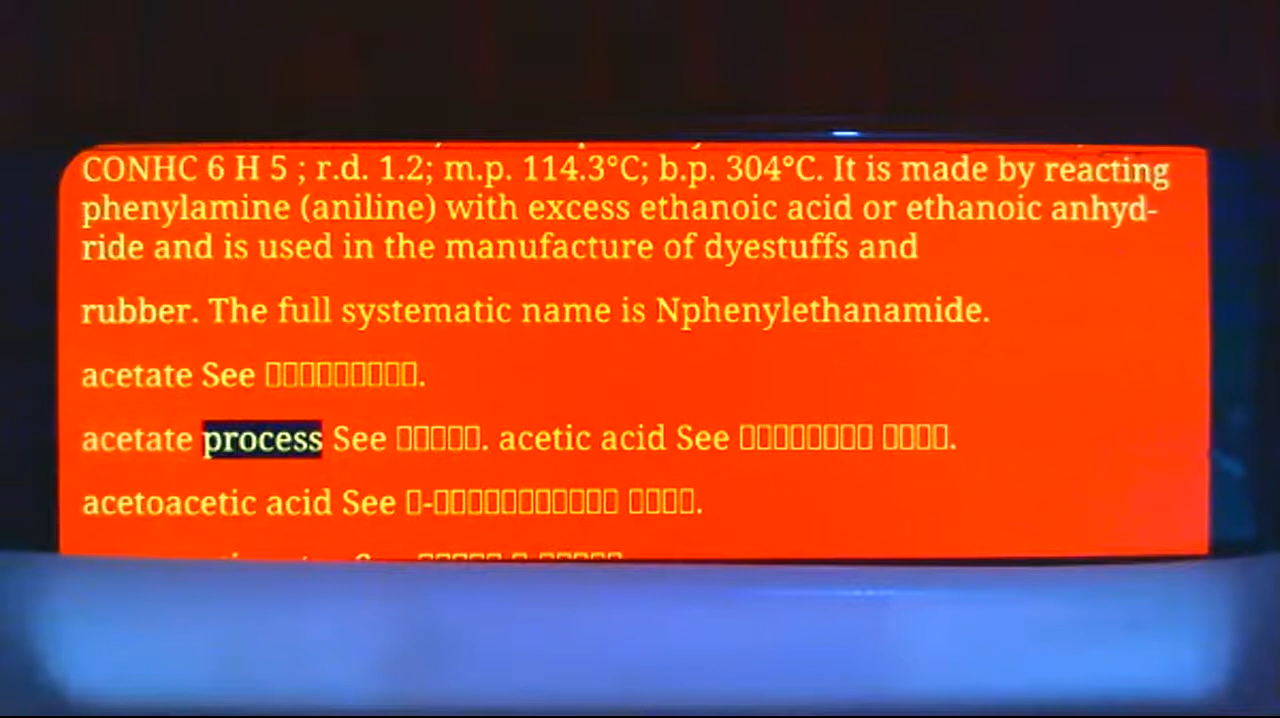 CONHC 6 H 5 ; r.d. 1.2; m.p. 114.3°C; b.p. 304°C. It is made by reacting
phenylamine (aniline) with excess ethanoic acid or ethanoic anhyd-
ride and is used in the manufacture of dyestuffs and
rubber. The full systematic name is Nphenylethanamide.
acetate See ▯▯▯▯▯▯▯▯▯.
acetate process See ▯▯▯▯▯. acetic acid See ▯▯▯▯▯▯▯▯ ▯▯▯▯.
acetoacetic acid See ▯-▯▯▯▯▯▯▯▯▯▯▯ ▯▯▯▯.